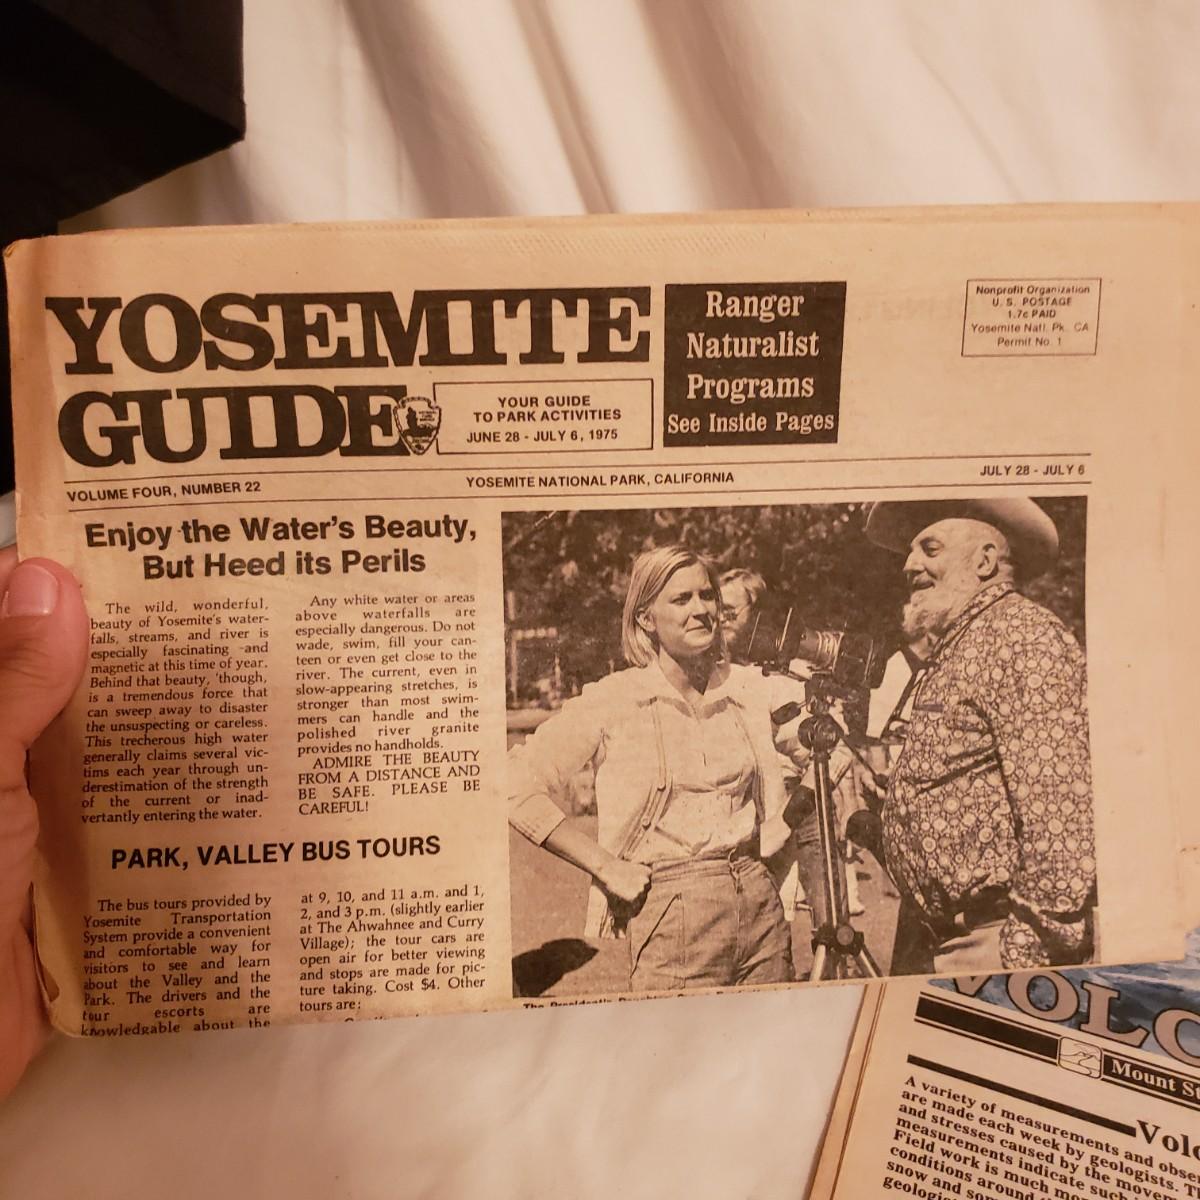 YOSEMITE
GUIDE
YOUR GUIDE
TO PARK ACTIVITIES
JUNE 28 - JULY 6, 1975
Ranger
Naturalist
Programs
See Inside Pages
Nonprofit Organization
U. S. POSTAGE
1.7c PAID
Yosemite Natl. Pk. CA
Permit No. 1
VOLUME FOUR, NUMBER 22
YOSEMITE NATIONAL PARK, CALIFORNIA
JULY 28 - JULY 6
Enjoy the Water's Beauty,
But Heed its Perils
The wild, wonderful,
beauty of Yosemite's water-
falls, streams, and river is
especially fascinating and
magnetic at this time of year.
Behind that beauty, 'though,
is a tremendous force that
can sweep away to disaster
the unsuspecting or careless.
This trecherous high water
generally claims several vic-
tims each year through un-
derestimation of the strength
of the current or inad-
vertantly entering the water.
Any white water or areas
above waterfalls are
especially dangerous. Do not
wade, swim, fill your can-
teen or even get close to the
river. The current, even in
slow-appearing stretches, is
stronger than most swim-
mers can handle and the
polished river granite
provides no handholds.
ADMIRE THE BEAUTY
FROM A DISTANCE AND
BE SAFE. PLEASE BE
CAREFUL!
PARK, VALLEY BUS TOURS
The bus tours provided by
Yosemite Transportation
System provide a convenient
and comfortable way for
visitors to see and learn
about the Valley and the
Park. The drivers and the
tour escorts are
knowledgable about the
at 9, 10, and 11 a.m. and 1,
2, and 3 p.m. (slightly earlier
at The Ahwahnee and Curry
Village); the tour cars are
open air for better viewing
and stops are made for pic-
ture taking. Cost $4. Other
tours are:
The President's Daughter
VOLC
Mount St
Volc
A variety of measurements and obse
are made each week by geologists. T
and stresses caused by the movem
measurements indicate such
Field work is much mor
conditions around
snow and som
geologis